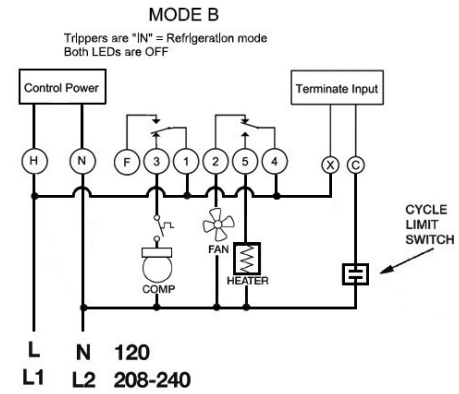 MODE B
Trippers are "IN" = Refrigeration mode
Both LEDs are OFF
Control Power
Terminate Input
H
N
F
3
1
2
5
4
X
C
CYCLE
LIMIT
SWITCH
FAN
COMP
HEATER
L N 120
L1 L2 208-240